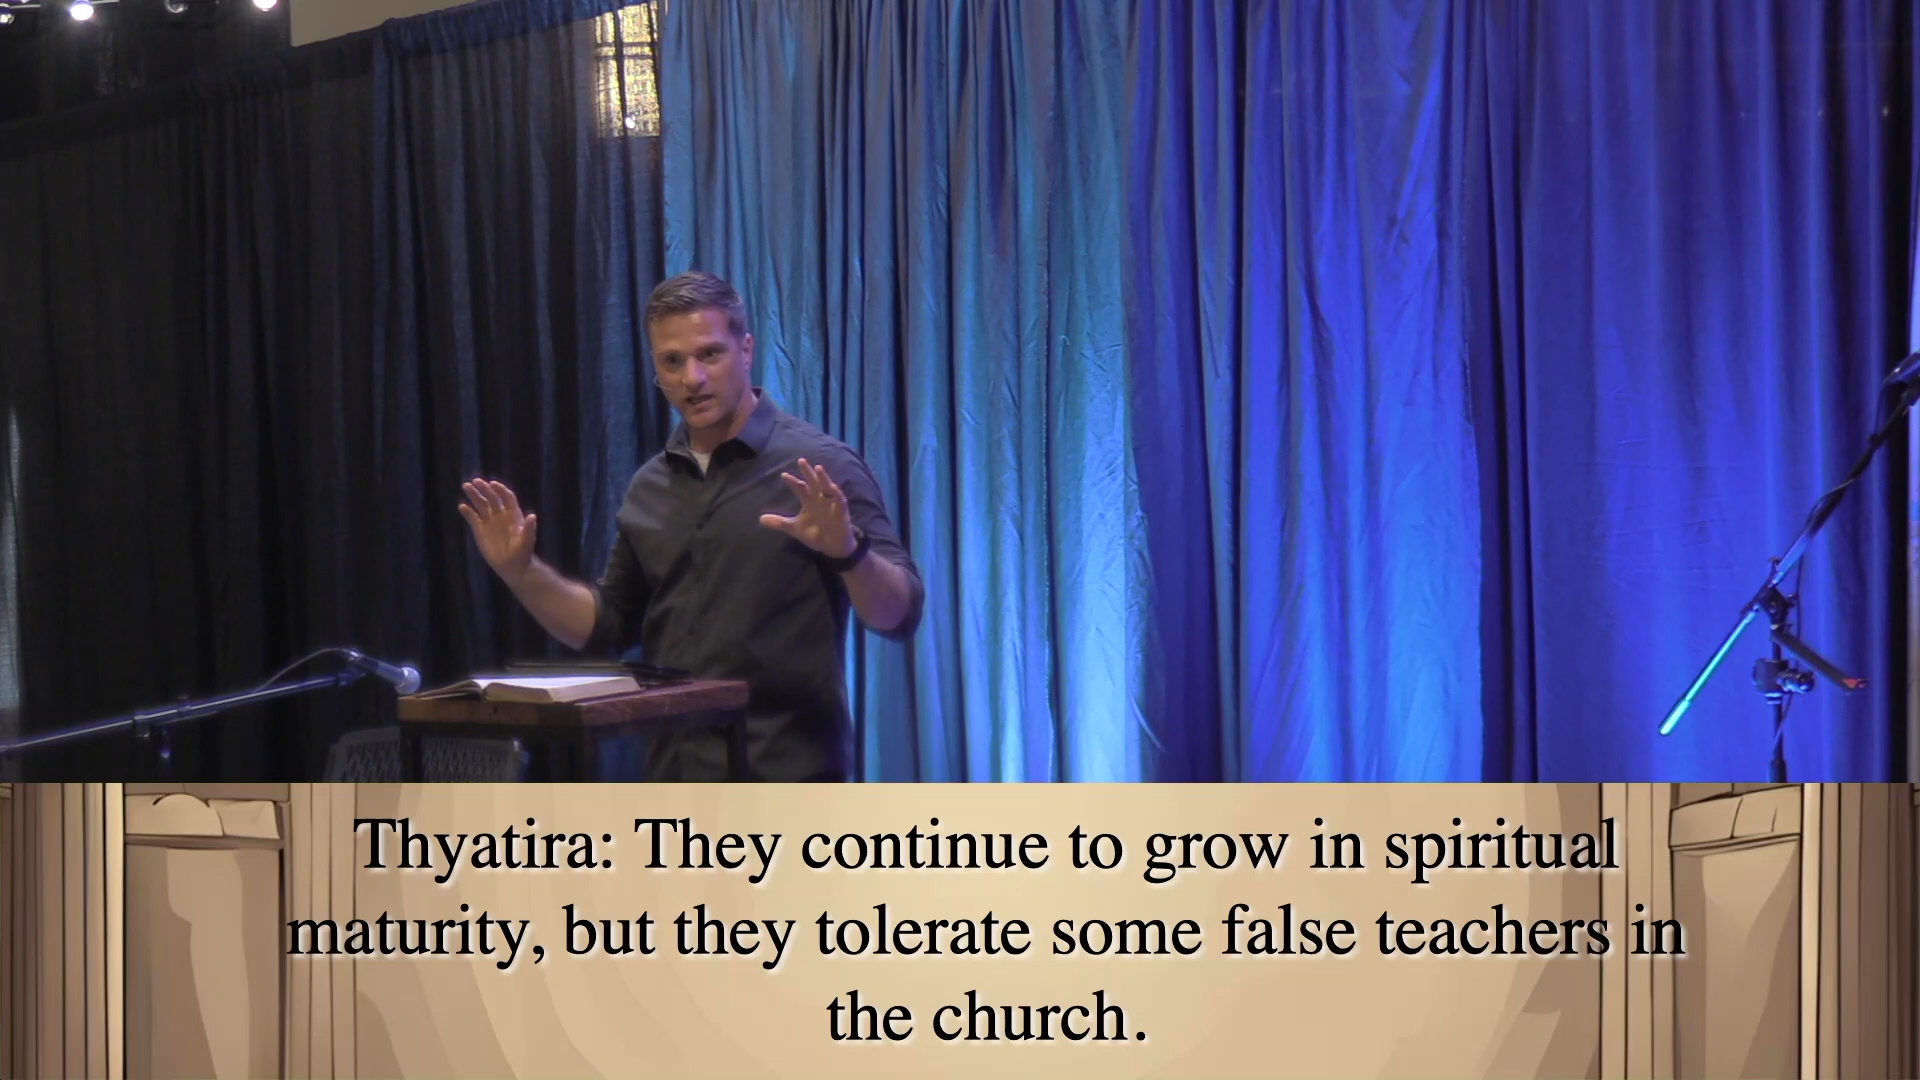 Thyatira: They continue to grow in spiritual
maturity, but they tolerate some false teachers in
the church.